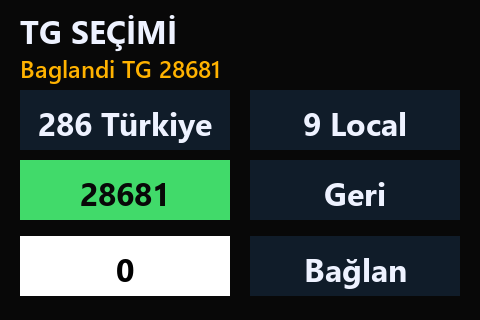 TG SEÇİMİ
Baglandi TG 28681
286 Türkiye
9 Local
28681
Geri
0
Bağlan